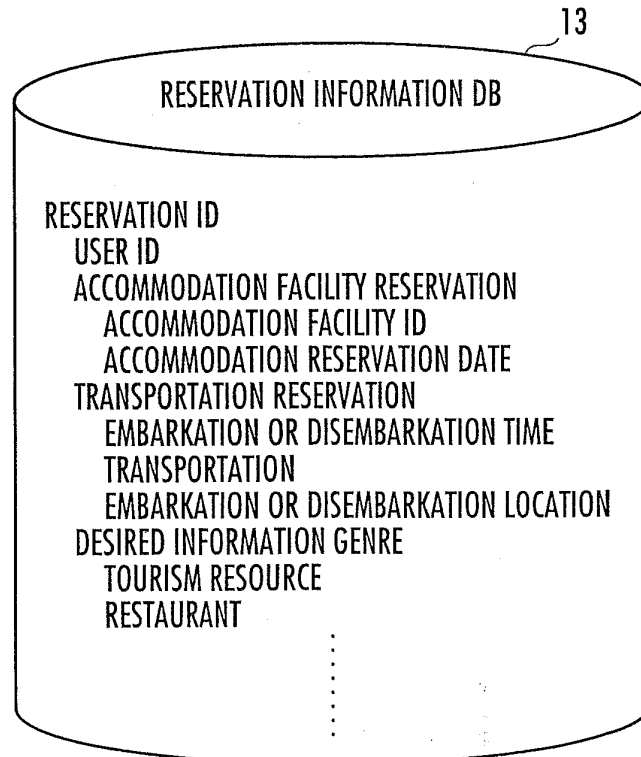 13
RESERVATION INFORMATION DB
RESERVATION ID
USER ID
ACCOMMODATION FACILITY RESERVATION
ACCOMMODATION FACILITY ID
ACCOMMODATION RESERVATION DATE
TRANSPORTATION RESERVATION
EMBARKATION OR DISEMBARKATION TIME
TRANSPORTATION
EMBARKATION OR DISEMBARKATION LOCATION
DESIRED INFORMATION GENRE
TOURISM RESOURCE
RESTAURANT